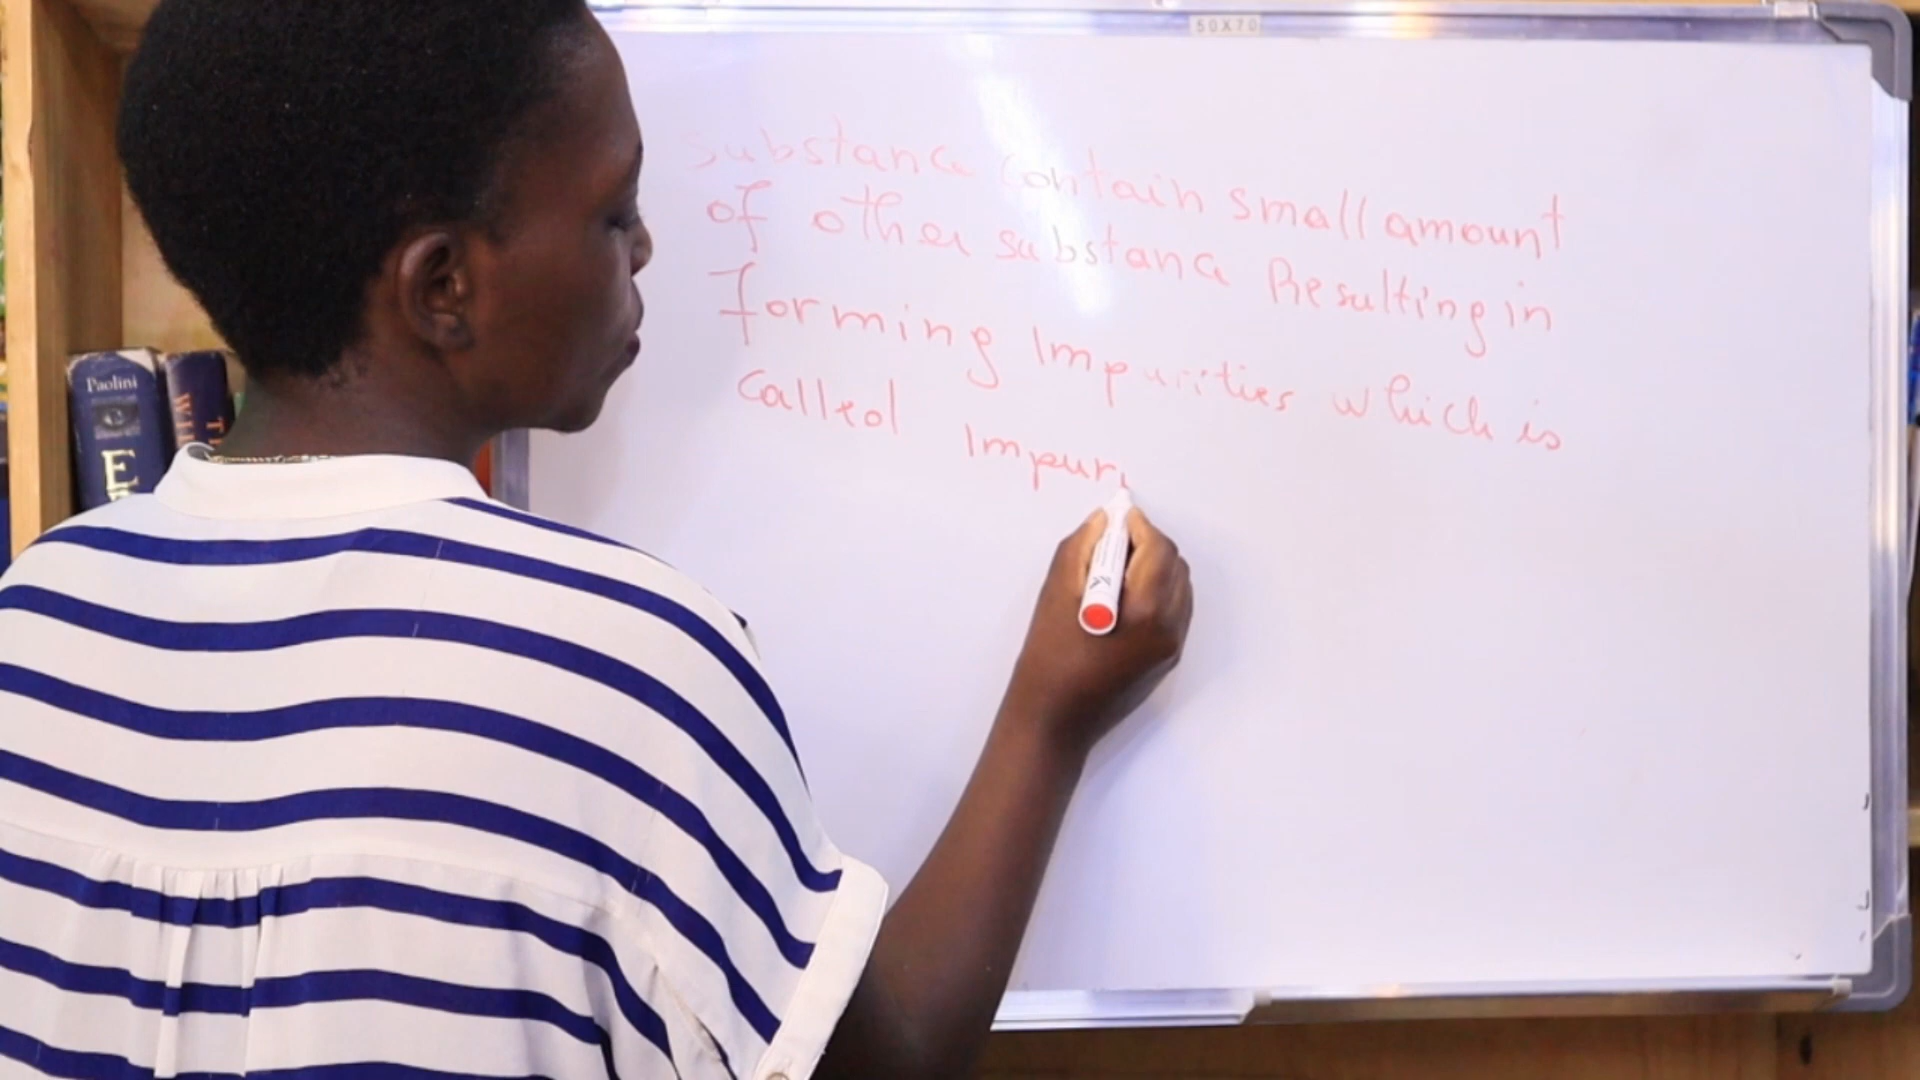 50X70
substance contain small amount
of other substance Resulting in
forming Impurities which is
called Impuri
Paolini
E